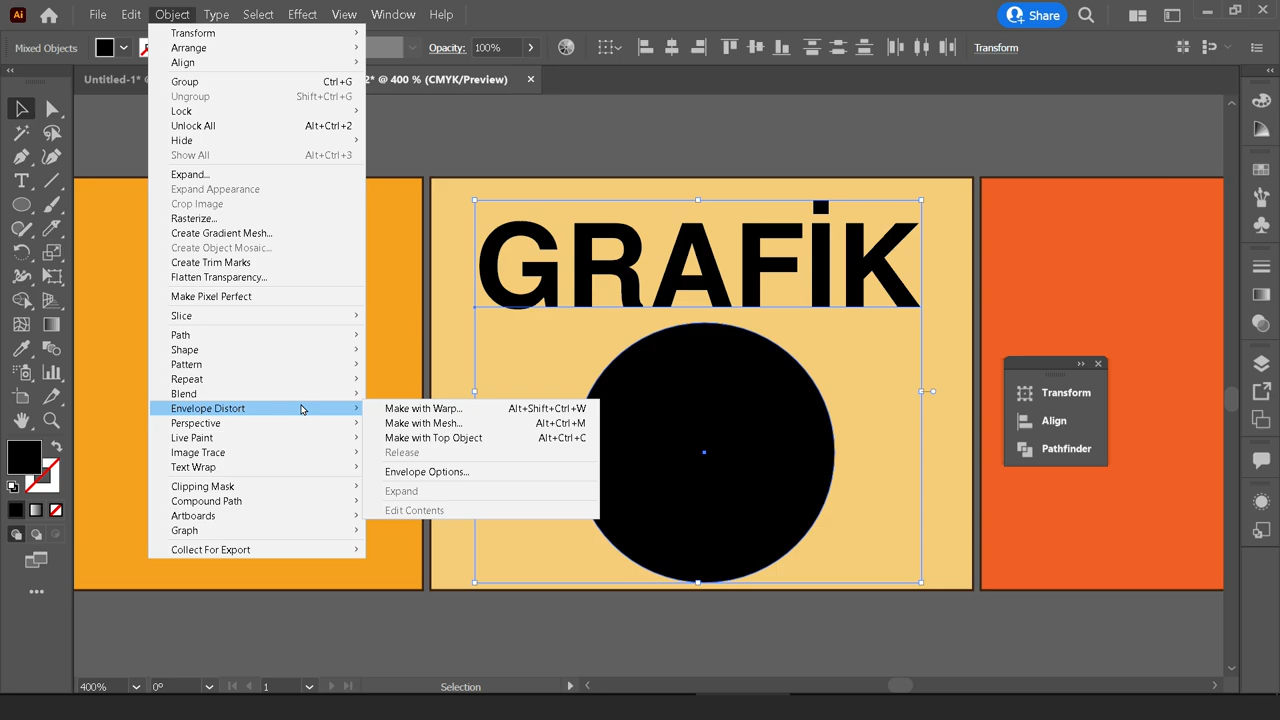 Ai File Edit Object Type Select Effect View Window Help Share
Mixed Objects Opacity: 100% Transform
Untitled-1* 2* @ 400 % (CMYK/Preview)
Transform
Arrange
Align
Group Ctrl+G
Ungroup Shift+Ctrl+G
Lock
Unlock All Alt+Ctrl+2
Hide
Show All Alt+Ctrl+3
Expand...
Expand Appearance
Crop Image
Rasterize...
Create Gradient Mesh...
Create Object Mosaic...
Create Trim Marks
Flatten Transparency...
Make Pixel Perfect
Slice
Path
Shape
Pattern
Repeat
Blend
Envelope Distort
Perspective
Live Paint
Image Trace
Text Wrap
Clipping Mask
Compound Path
Artboards
Graph
Collect For Export
Make with Warp... Alt+Shift+Ctrl+W
Make with Mesh... Alt+Ctrl+M
Make with Top Object Alt+Ctrl+C
Release
Envelope Options...
Expand
Edit Contents
GRAFİK
Transform
Align
Pathfinder
400% 0° 1 Selection